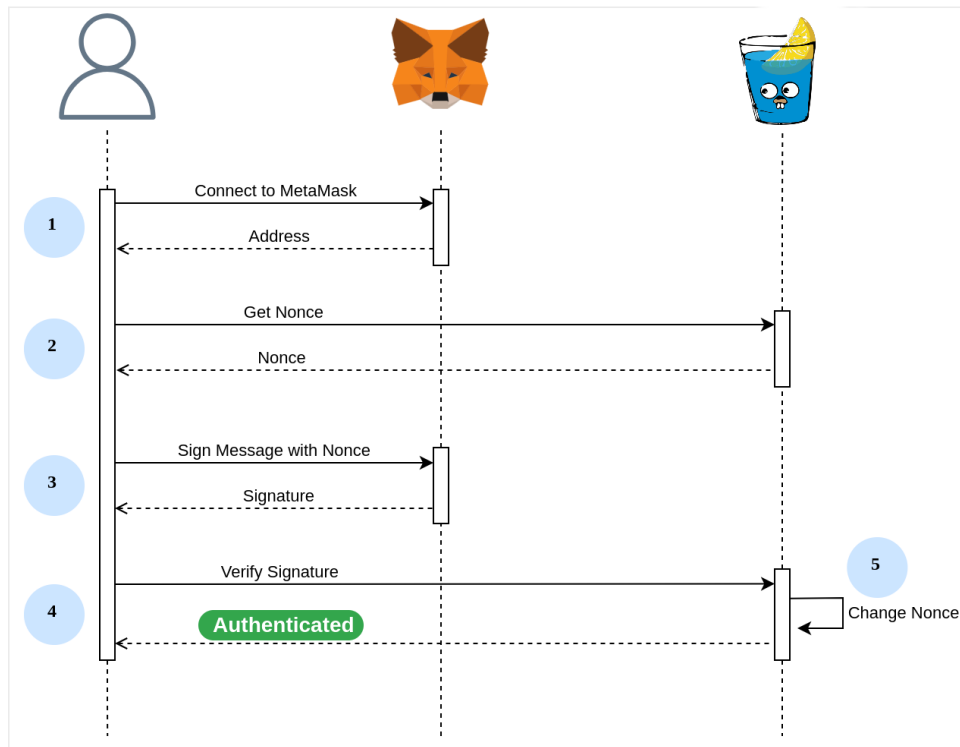 Connect to MetaMask
1
Address
Get Nonce
2
Nonce
Sign Message with Nonce
3
Signature
Verify Signature
5
4
Authenticated
Change Nonce